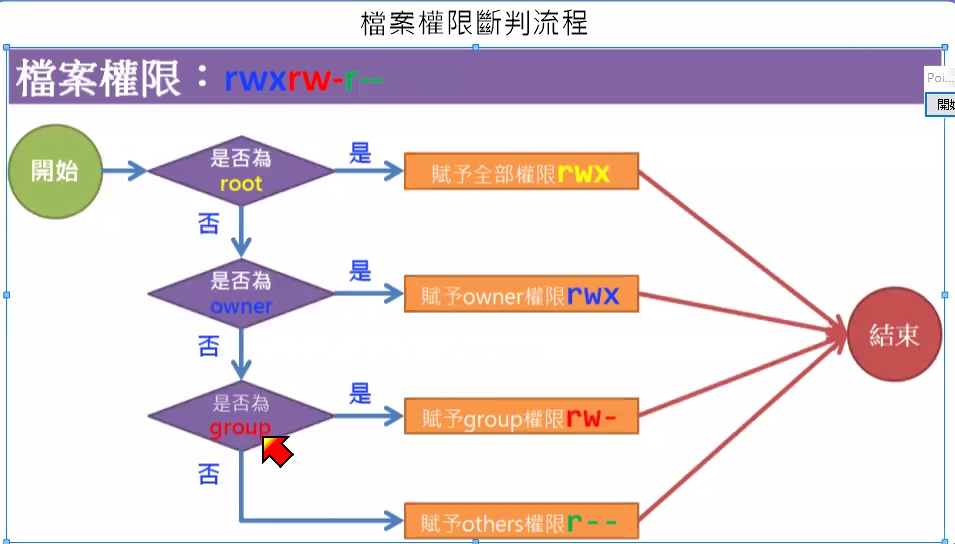 檔案權限斷判流程
檔案權限：rwxrw-r--
Poi...
開始
是否為
root
是
賦予全部權限rwx
否
是否為
owner
是
賦予owner權限rwx
結束
否
是否為
group
是
賦予group權限rw-
否
賦予others權限r--